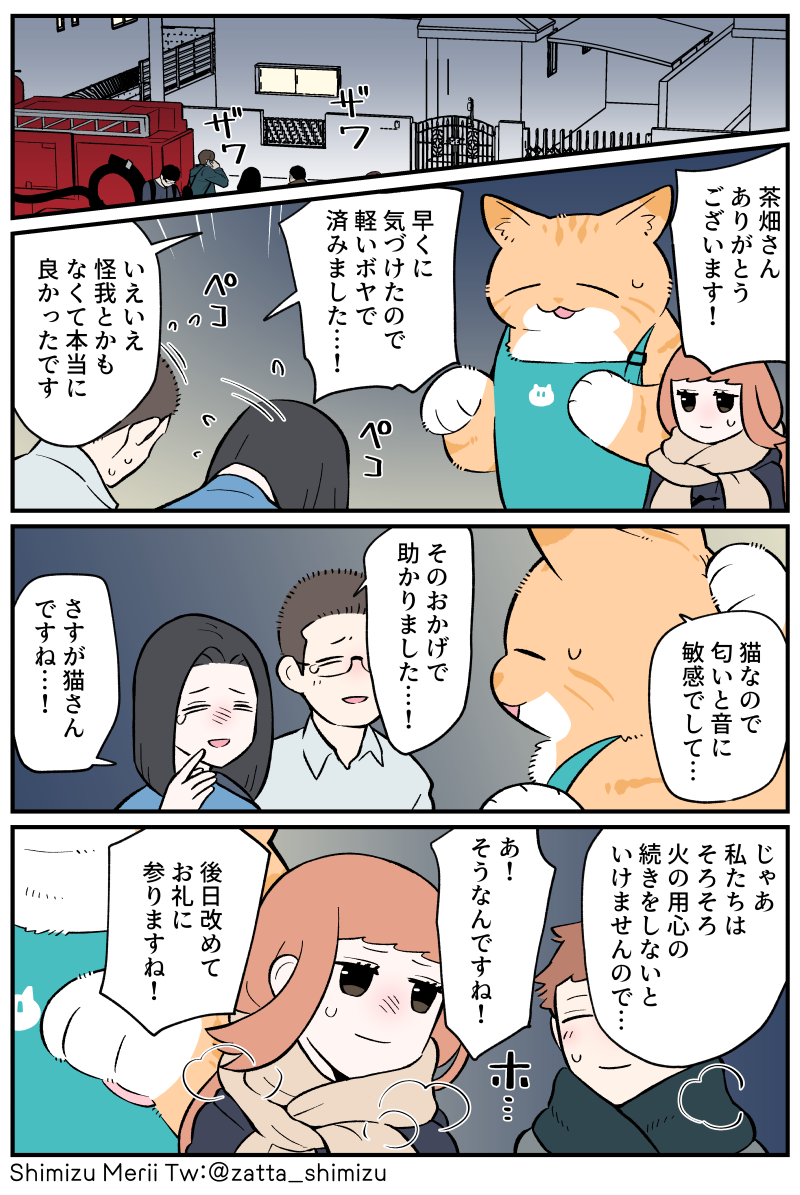 ザワ
ザワ
茶畑さん
ありがとう
ございます！
早くに
気づけたので
軽いボヤで
済みました…！
ペコ
いえいえ
怪我とかも
なくて本当に
良かったです
ペコ
猫なので
匂いと音に
敏感でして…
そのおかげで
助かりました…！
さすが猫さん
ですね…！
じゃあ
私たちは
そろそろ
火の用心の
続きをしないと
いけませんので…
あ！
そうなんですね！
ホ…
後日改めて
お礼に
参りますね！
Shimizu Merii Tw:@zatta_shimizu